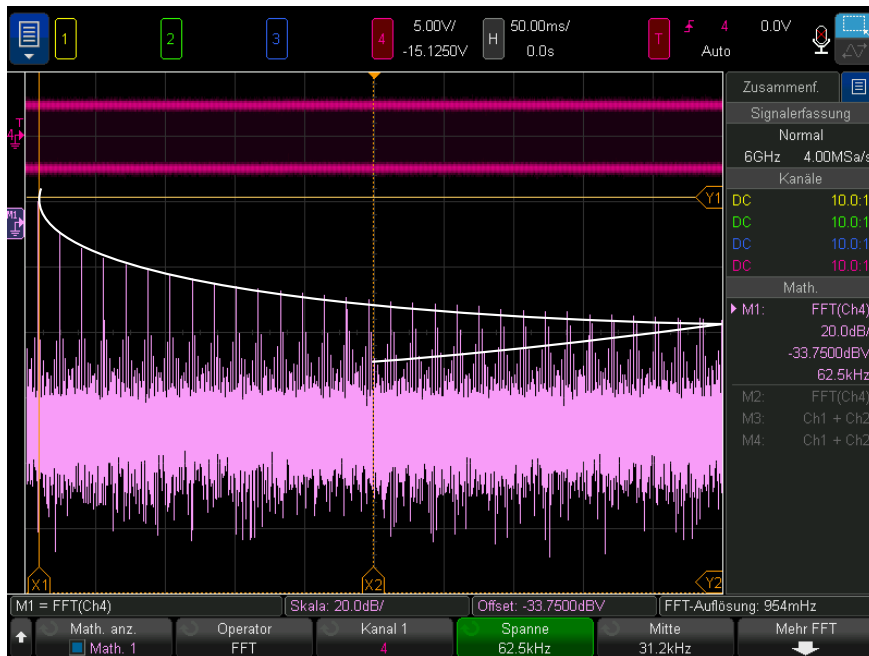 1
2
3
4
5.00V/
-15.1250V
H
50.00ms/
0.0s
T
4
Auto
0.0V
Zusammenf.
Signalerfassung
Normal
6GHz 4.00MSa/s
Kanäle
DC 10.0:1
DC 10.0:1
DC 10.0:1
DC 10.0:1
Math.
M1: FFT(Ch4)
20.0dB/
-33.7500dBV
62.5kHz
M2: FFT(Ch4)
M3: Ch1 + Ch2
M4: Ch1 + Ch2
T
4
M1
Y1
X1
X2
Y2
M1 = FFT(Ch4)
Skala: 20.0dB/
Offset: -33.7500dBV
FFT-Auflösung: 954mHz
Math. anz.
Math. 1
Operator
FFT
Kanal 1
4
Spanne
62.5kHz
Mitte
31.2kHz
Mehr FFT